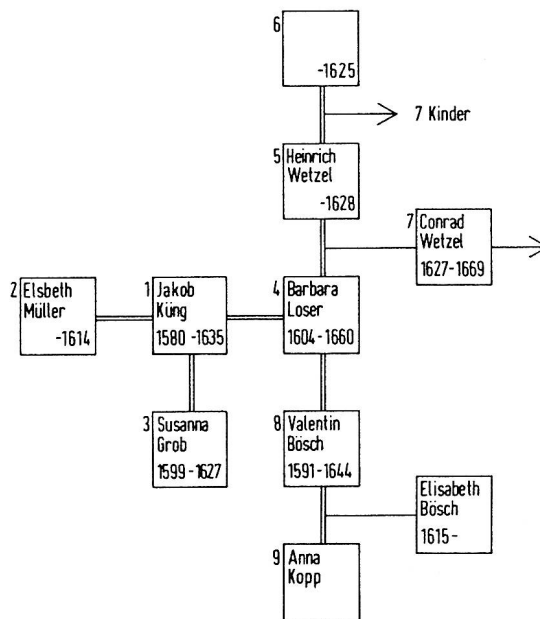 6
-1625
7 Kinder
5 Heinrich
Wetzel
-1628
7 Conrad
Wetzel
1627-1669
2 Elsbeth
Müller
-1614
1 Jakob
Küng
1580-1635
4 Barbara
Loser
1604-1660
3 Susanna
Grob
1599-1627
8 Valentin
Bösch
1591-1644
Elisabeth
Bösch
1615-
9 Anna
Kopp